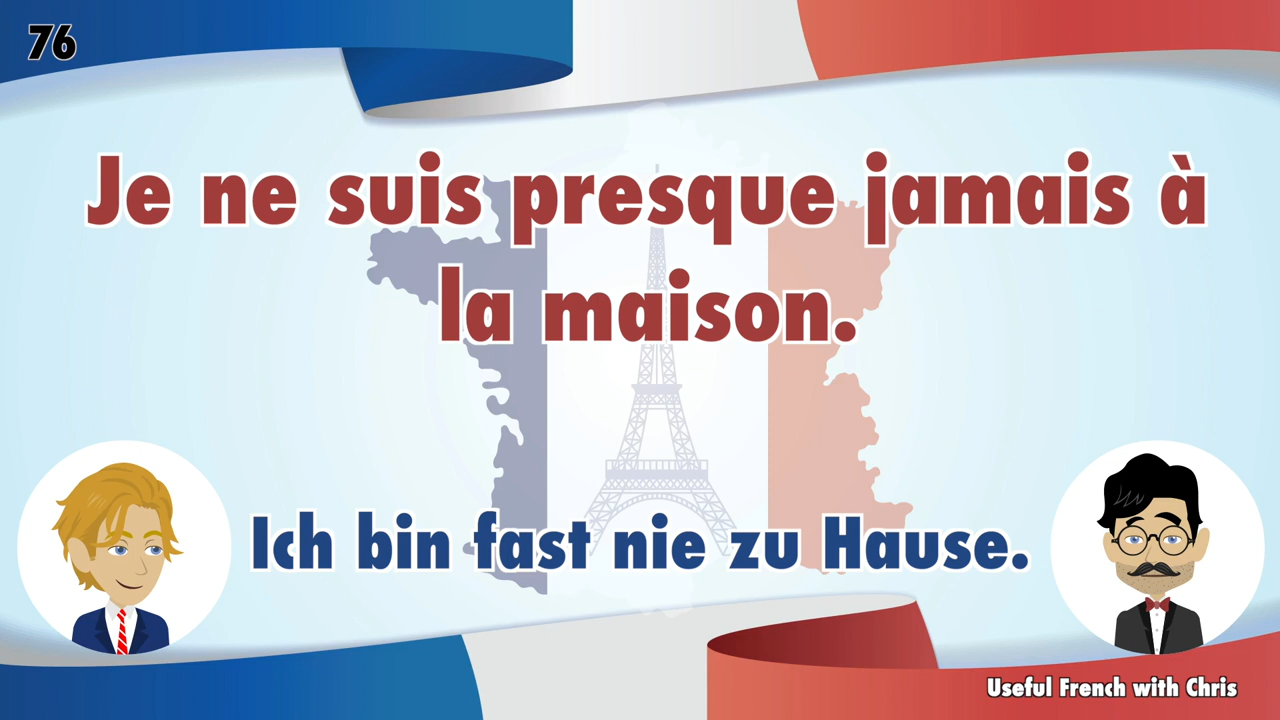 76
Je ne suis presque jamais à
la maison.
Ich bin fast nie zu Hause.
Useful French with Chris